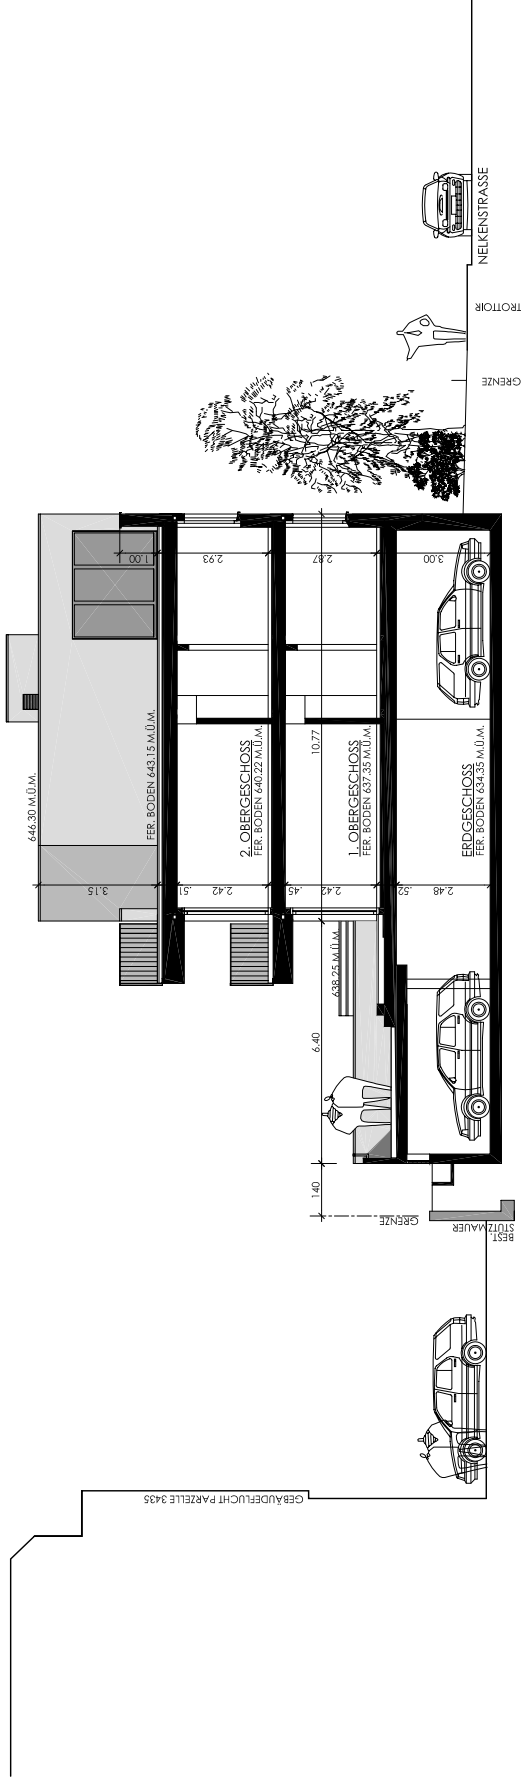 NELKENSTRASSE
TROTTOIR
GRENZE
1.00
2.93
2.87
3.00
646.30 M.Ü.M.
FER. BODEN 643.15 M.Ü.M.
2. OBERGESCHOSS
FER. BODEN 640.22 M.Ü.M.
10.77
1. OBERGESCHOSS
FER. BODEN 637.35 M.Ü.M.
ERDGESCHOSS
FER. BODEN 634.35 M.Ü.M.
3.15
.51
2.42
.45
2.42
.52
2.48
638.25 M.Ü.M.
6.40
140
GRENZE
BEST.
STÜTZMAUER
GEBÄUDEFLUCHT PARZELLE 3435